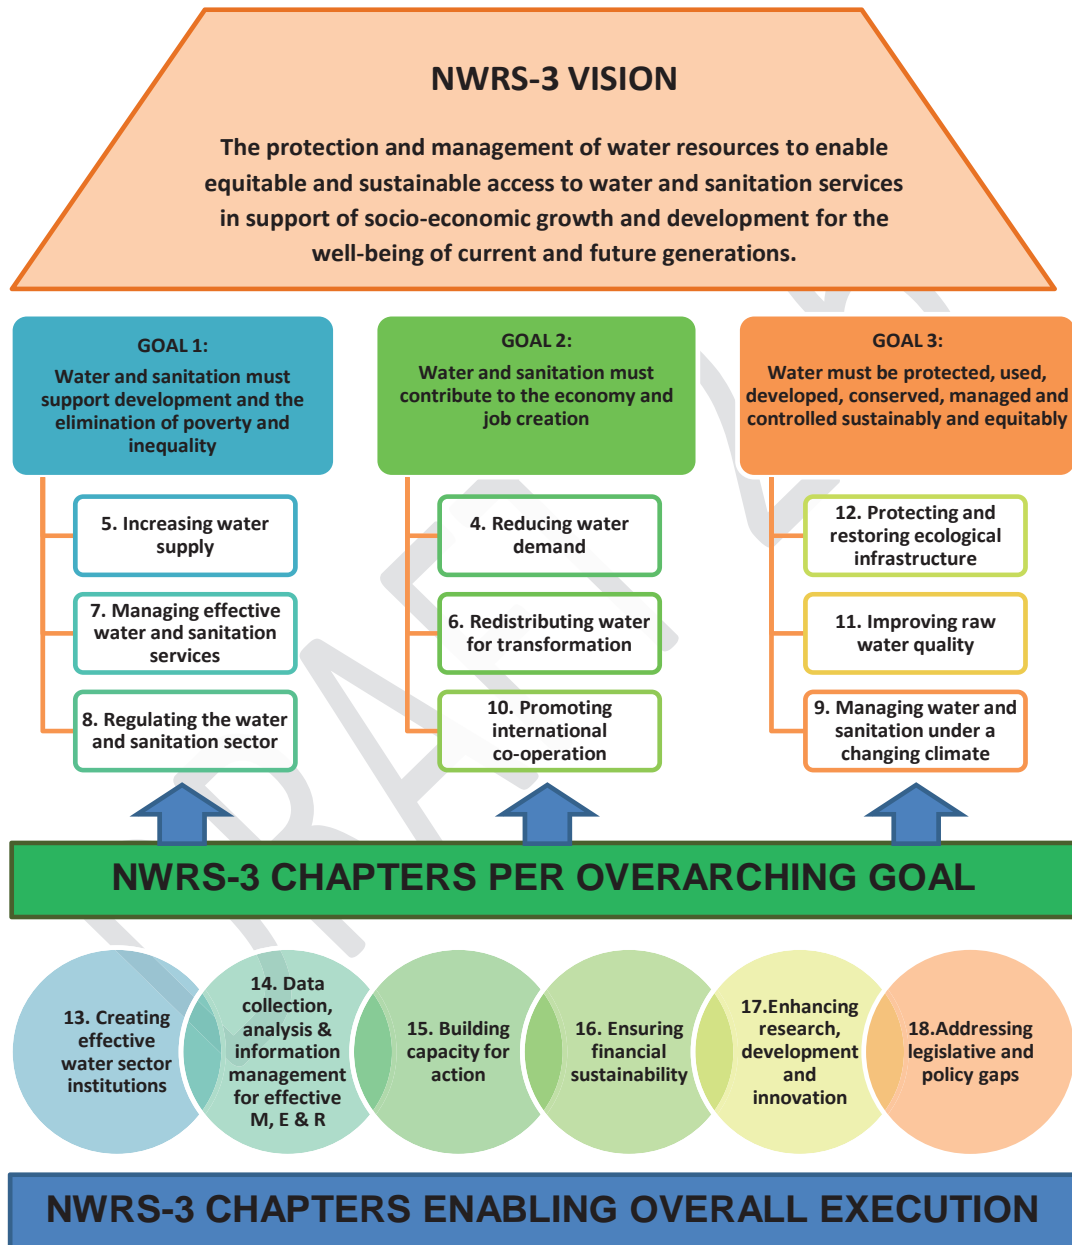 NWRS-3 VISION
The protection and management of water resources to enable
equitable and sustainable access to water and sanitation services
in support of socio-economic growth and development for the
well-being of current and future generations.
GOAL 1:
Water and sanitation must
support development and the
elimination of poverty and
inequality
GOAL 2:
Water and sanitation must
contribute to the economy and
job creation
GOAL 3:
Water must be protected, used,
developed, conserved, managed and
controlled sustainably and equitably
5. Increasing water
supply
7. Managing effective
water and sanitation
services
8. Regulating the water
and sanitation sector
4. Reducing water
demand
6. Redistributing water
for transformation
10. Promoting
international
co-operation
12. Protecting and
restoring ecological
infrastructure
11. Improving raw
water quality
9. Managing water and
sanitation under a
changing climate
NWRS-3 CHAPTERS PER OVERARCHING GOAL
13. Creating
effective
water sector
institutions
14. Data
collection,
analysis &
information
management
for effective
M, E & R
15. Building
capacity for
action
16. Ensuring
financial
sustainability
17.Enhancing
research,
development
and
innovation
18.Addressing
legislative and
policy gaps
NWRS-3 CHAPTERS ENABLING OVERALL EXECUTION
DRAFT